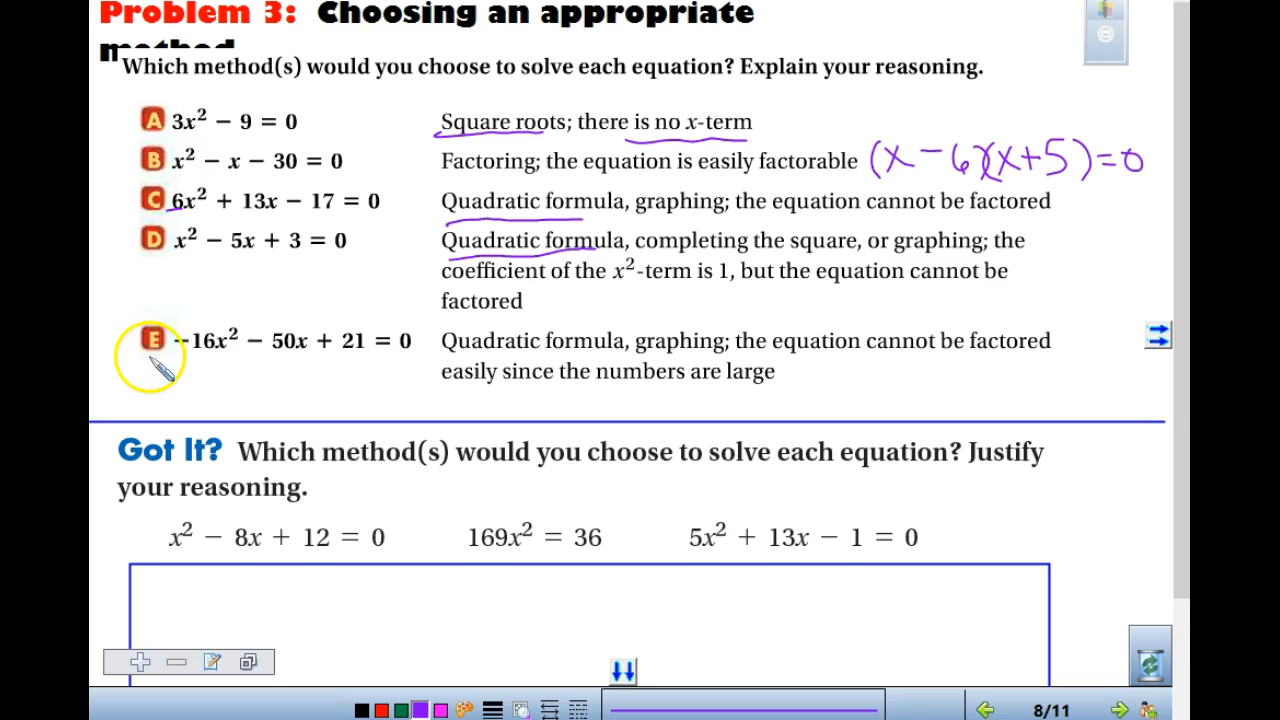 Problem 3: Choosing an appropriate
method
Which method(s) would you choose to solve each equation? Explain your reasoning.
A 3x² − 9 = 0 Square roots; there is no x-term
B x² − x − 30 = 0 Factoring; the equation is easily factorable (x − 6)(x + 5) = 0
C 6x² + 13x − 17 = 0 Quadratic formula, graphing; the equation cannot be factored
D x² − 5x + 3 = 0 Quadratic formula, completing the square, or graphing; the
coefficient of the x²-term is 1, but the equation cannot be
factored
E −16x² − 50x + 21 = 0 Quadratic formula, graphing; the equation cannot be factored
easily since the numbers are large
Got It? Which method(s) would you choose to solve each equation? Justify
your reasoning.
x² − 8x + 12 = 0 169x² = 36 5x² + 13x − 1 = 0
8/11